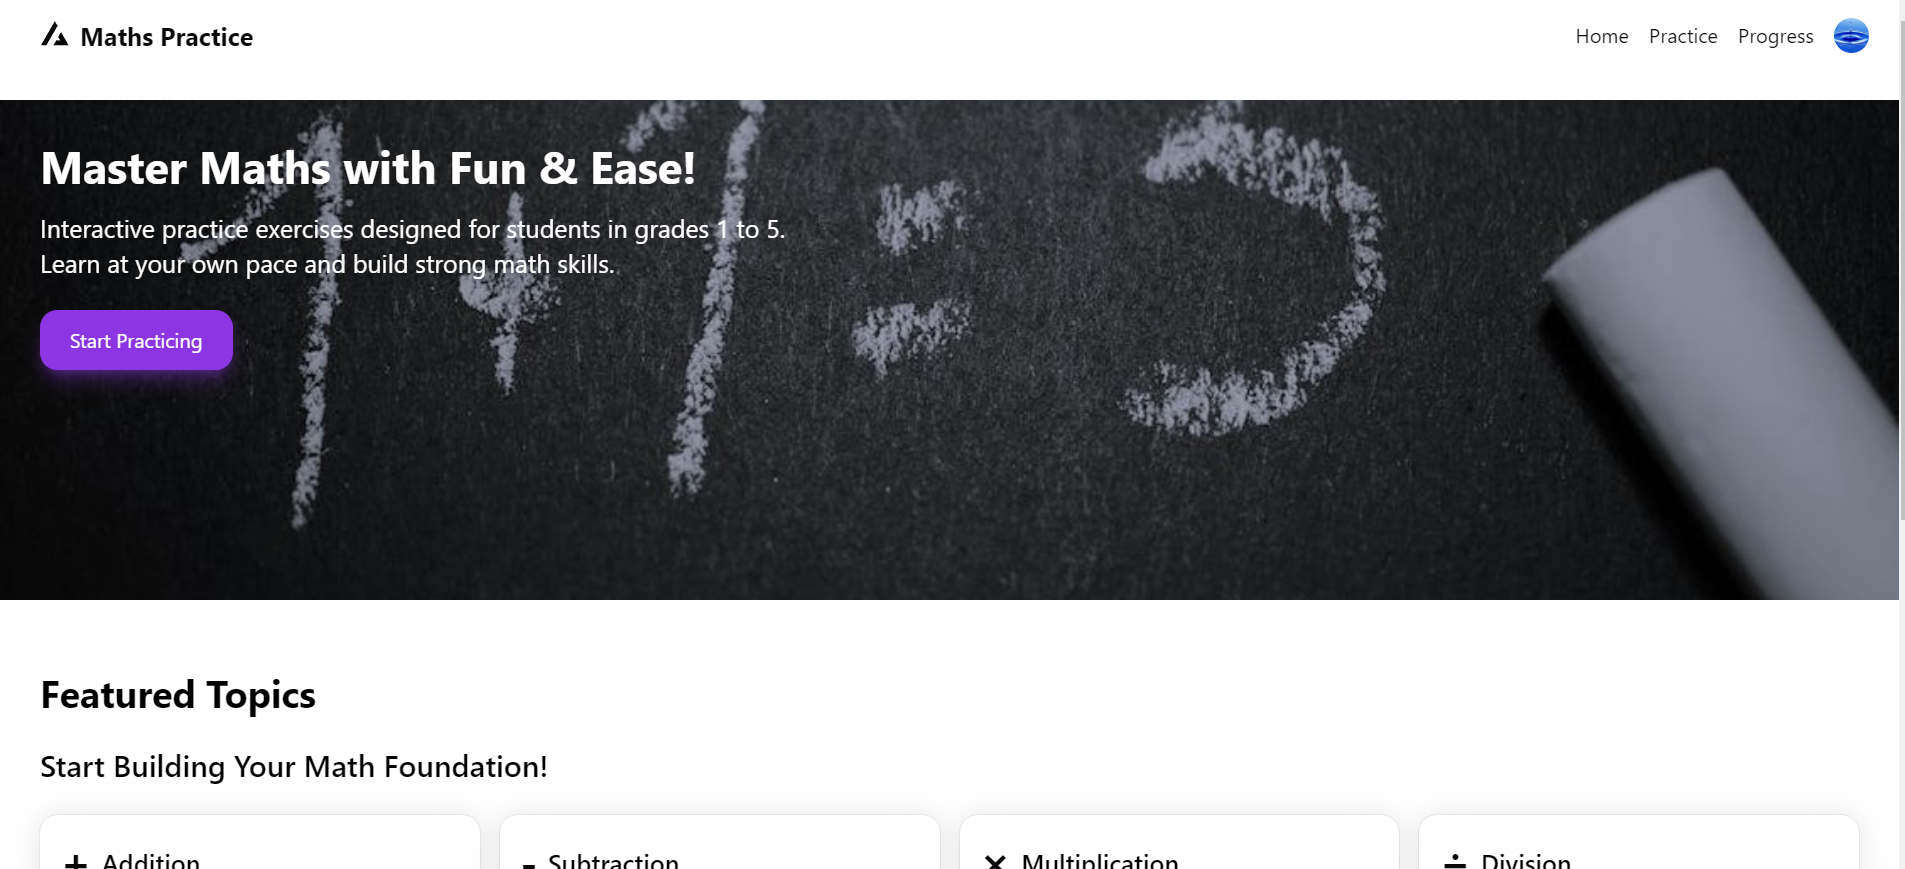 Maths Practice
Home Practice Progress
Master Maths with Fun & Ease!
Interactive practice exercises designed for students in grades 1 to 5.
Learn at your own pace and build strong math skills.
Start Practicing
1 + 1 =
Featured Topics
Start Building Your Math Foundation!
+ Addition
- Subtraction
× Multiplication
÷ Division